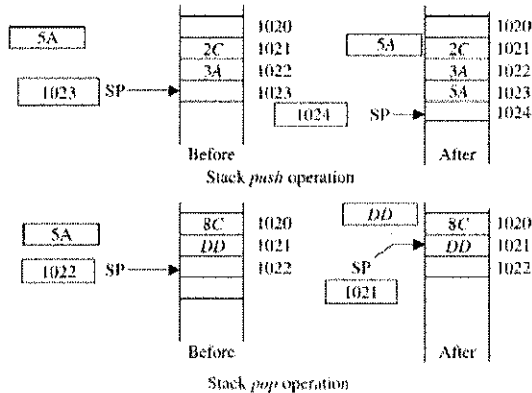 1020
5A
2C
1021
3A
1022
1023
SP
1023
Before
1020
5A
2C
1021
3A
1022
5A
1023
1024
SP
1024
After
Stack push operation
8C
1020
5A
DD
1021
1022
SP
1022
Before
DD
8C
1020
DD
1021
SP
1022
1021
After
Stack pop operation